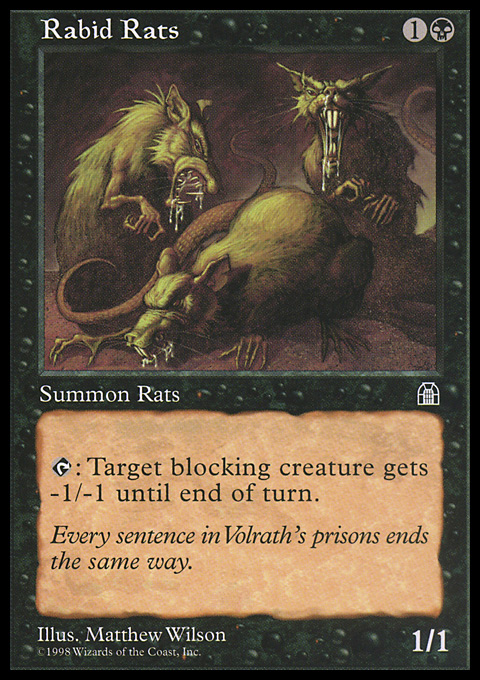 Rabid Rats 1
Summon Rats
: Target blocking creature gets
-1/-1 until end of turn.
Every sentence in Volrath's prisons ends
the same way.
Illus. Matthew Wilson
©1998 Wizards of the Coast, Inc.
1/1